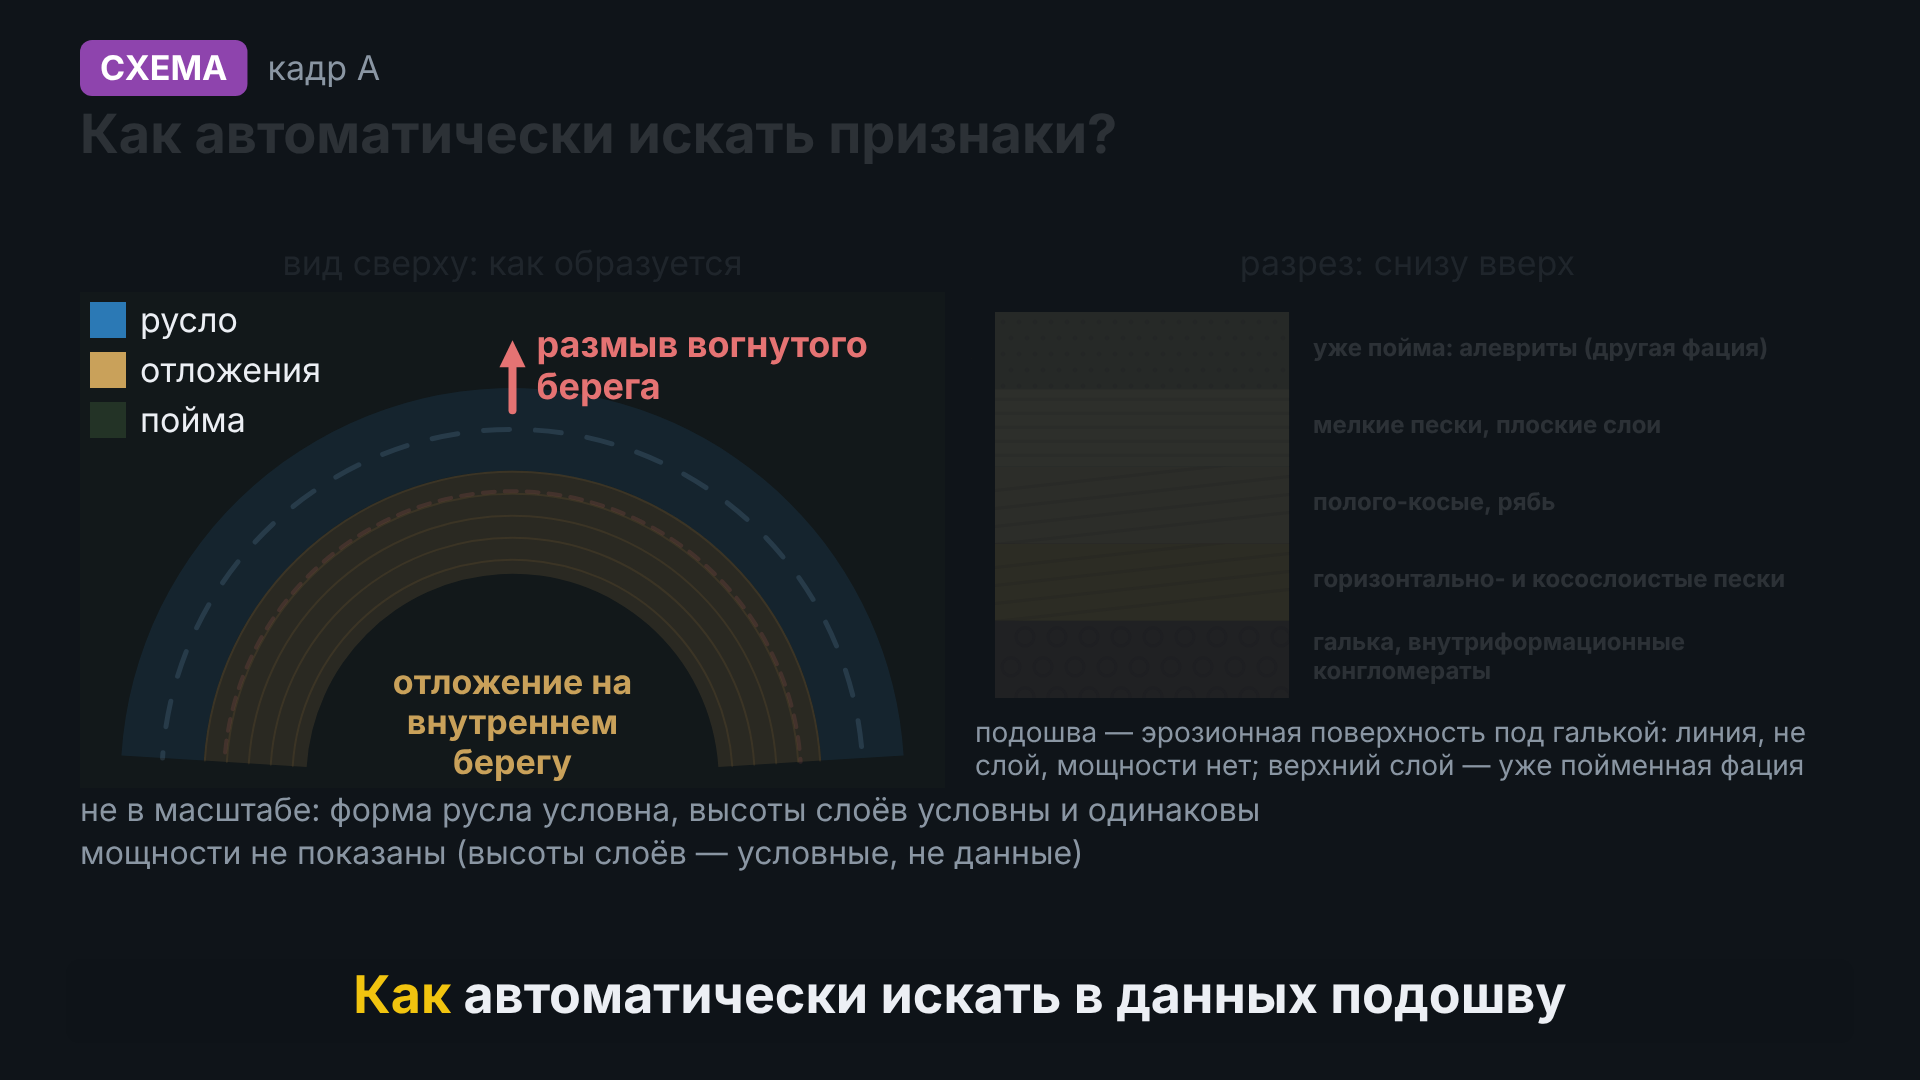 СХЕМА кадр А
Как автоматически искать признаки?
вид сверху: как образуется
русло
отложения
пойма
размыв вогнутого
берега
отложение на
внутреннем
берегу
разрез: снизу вверх
уже пойма: алевриты (другая фация)
мелкие пески, плоские слои
полого-косые, рябь
горизонтально- и косослоистые пески
галька, внутриформационные
конгломераты
подошва — эрозионная поверхность под галькой: линия, не
слой, мощности нет; верхний слой — уже пойменная фация
не в масштабе: форма русла условна, высоты слоёв условны и одинаковы
мощности не показаны (высоты слоёв — условные, не данные)
Как автоматически искать в данных подошву